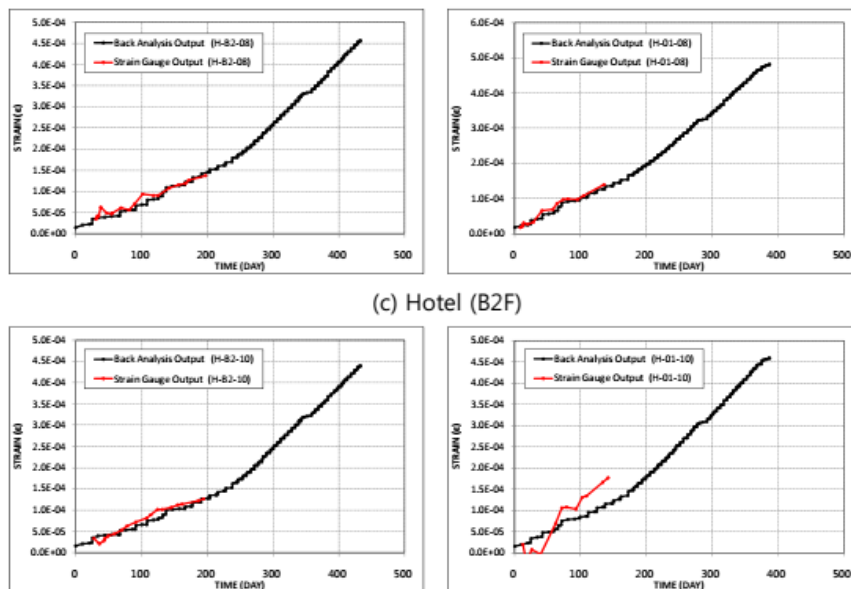 5.0E-04
4.5E-04
4.0E-04
3.5E-04
3.0E-04
2.5E-04
2.0E-04
1.5E-04
1.0E-04
5.0E-05
0.0E+00
STRAIN(ε)
Back Analysis Output (H-B2-08)
Strain Gauge Output (H-B2-08)
0 100 200 300 400 500
TIME (DAY)
6.0E-04
5.0E-04
4.0E-04
3.0E-04
2.0E-04
1.0E-04
0.0E+00
STRAIN(ε)
Back Analysis Output (H-01-08)
Strain Gauge Output (H-01-08)
0 100 200 300 400 500
TIME (DAY)
(c) Hotel (B2F)
5.0E-04
4.5E-04
4.0E-04
3.5E-04
3.0E-04
2.5E-04
2.0E-04
1.5E-04
1.0E-04
5.0E-05
0.0E+00
STRAIN (ε)
Back Analysis Output (H-B2-10)
Strain Gauge Output (H-B2-10)
0 100 200 300 400 500
TIME (DAY)
5.0E-04
4.5E-04
4.0E-04
3.5E-04
3.0E-04
2.5E-04
2.0E-04
1.5E-04
1.0E-04
5.0E-05
0.0E+00
STRAIN (ε)
Back Analysis Output (H-01-10)
Strain Gauge Output (H-01-10)
0 100 200 300 400 500
TIME (DAY)